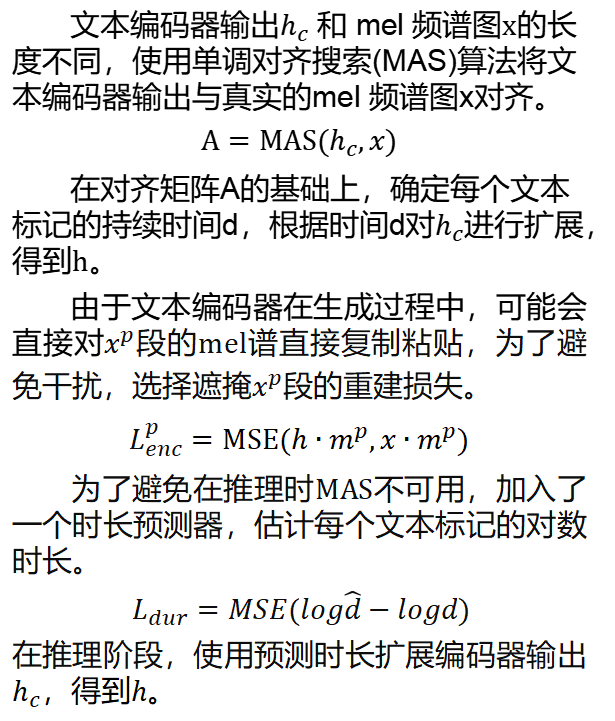 文本编码器输出h_c 和 mel 频谱图x的长
度不同，使用单调对齐搜索(MAS)算法将文
本编码器输出与真实的mel 频谱图x对齐。
A = MAS(h_c, x)
在对齐矩阵A的基础上，确定每个文本
标记的持续时间d，根据时间d对h_c进行扩展，
得到h。
由于文本编码器在生成过程中，可能会
直接对x^p段的mel谱直接复制粘贴，为了避
免干扰，选择遮掩x^p段的重建损失。
L_{enc}^p = MSE(h · m^p, x · m^p)
为了避免在推理时MAS不可用，加入了
一个时长预测器，估计每个文本标记的对数
时长。
L_{dur} = MSE(log\hat{d} − logd)
在推理阶段，使用预测时长扩展编码器输出
h_c，得到h。